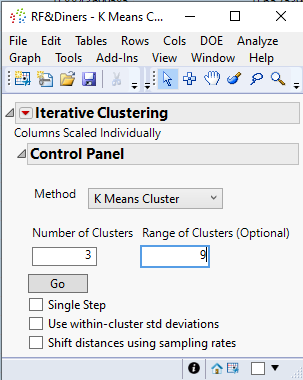 RF&Diners - K Means C...
File Edit Tables Rows Cols DOE Analyze
Graph Tools Add-Ins View Window Help
Iterative Clustering
Columns Scaled Individually
Control Panel
Method K Means Cluster
Number of Clusters Range of Clusters (Optional)
3 9
Go
Single Step
Use within-cluster std deviations
Shift distances using sampling rates